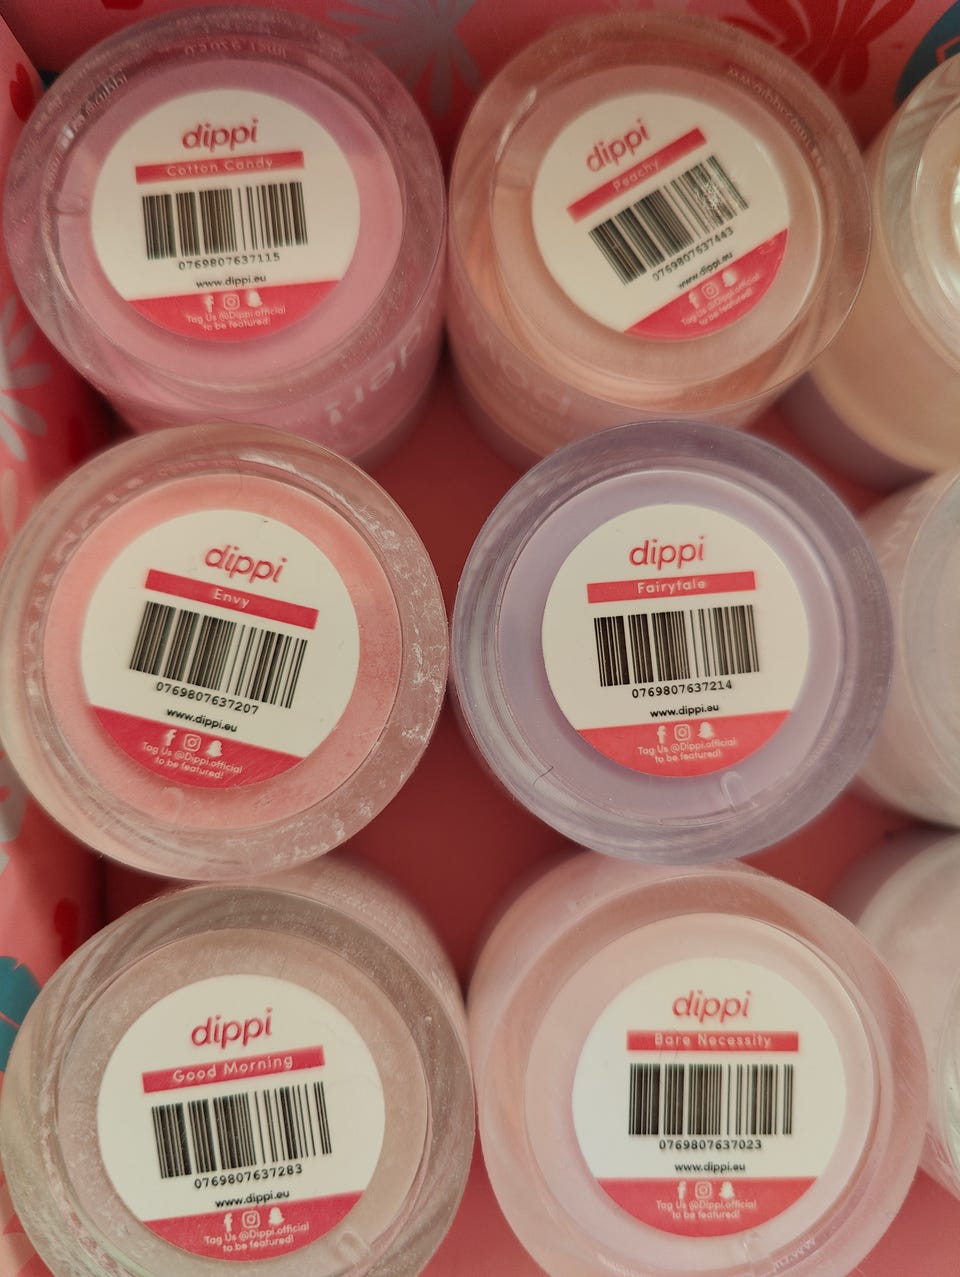 dippi
Cotton Candy
0769807637115
www.dippi.eu
Tag Us @Dippi.official
to be featured!
dippi
Peachy
0769807637443
www.dippi.eu
Tag Us @Dippi.official
to be featured!
dippi
Envy
0769807637207
www.dippi.eu
Tag Us @Dippi.official
to be featured!
dippi
Fairytale
0769807637214
www.dippi.eu
Tag Us @Dippi.official
to be featured!
dippi
Good Morning
0769807637283
www.dippi.eu
Tag Us @Dippi.official
to be featured!
dippi
Bare Necessity
0769807637023
www.dippi.eu
Tag Us @Dippi.official
to be featured!